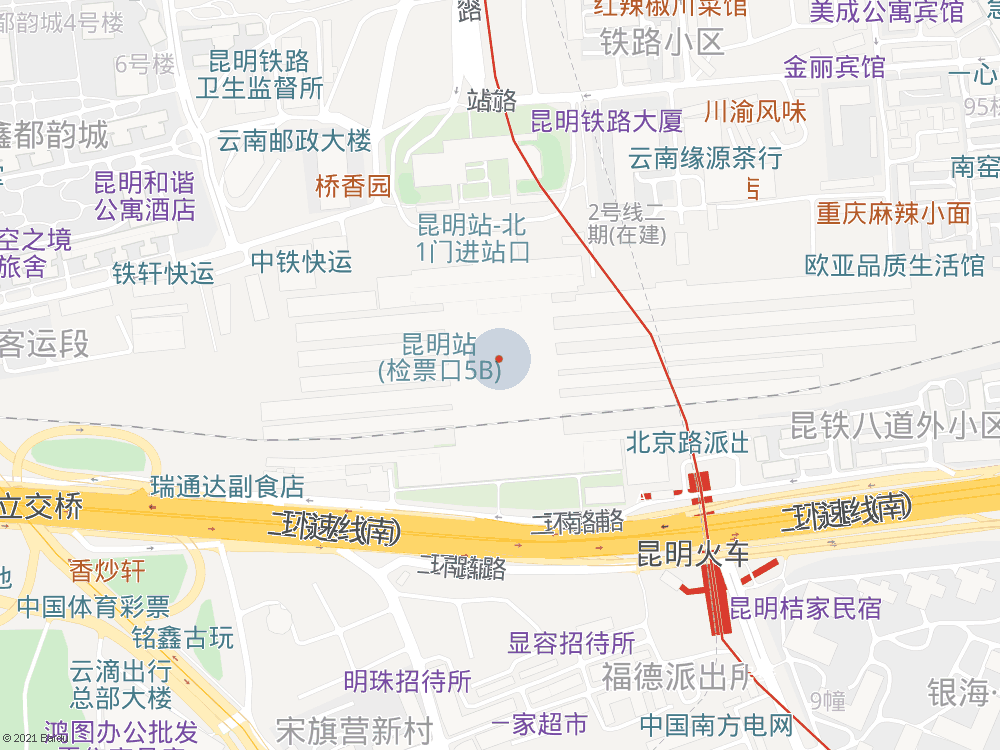 红辣椒川菜馆
美成公寓宾馆
都韵城4号楼
路
铁路小区
6号楼
昆明铁路
卫生监督所
金丽宾馆
一心
95栋
站前路
昆明铁路大厦
川渝风味
鑫都韵城
云南邮政大楼
云南缘源茶行
南窑
昆明和谐
公寓酒店
桥香园
店
2号线二
期(在建)
重庆麻辣小面
昆明站-北
1门进站口
空之境
旅舍
铁轩快运
中铁快运
欧亚品质生活馆
客运段
昆明站
(检票口5B)
昆铁八道外小区
北京路派出
瑞通达副食店
立交桥
二环快速线(南)
二环南路辅路
二环快速线(南)
昆明火车
香炒轩
中国体育彩票
昆明桔家民宿
铭鑫古玩
显容招待所
云滴出行
总部大楼
明珠招待所
福德派出所
9幢
银海·
鸿图办公批发
宋旗营新村
一家超市
中国南方电网
© 2021 Baidu